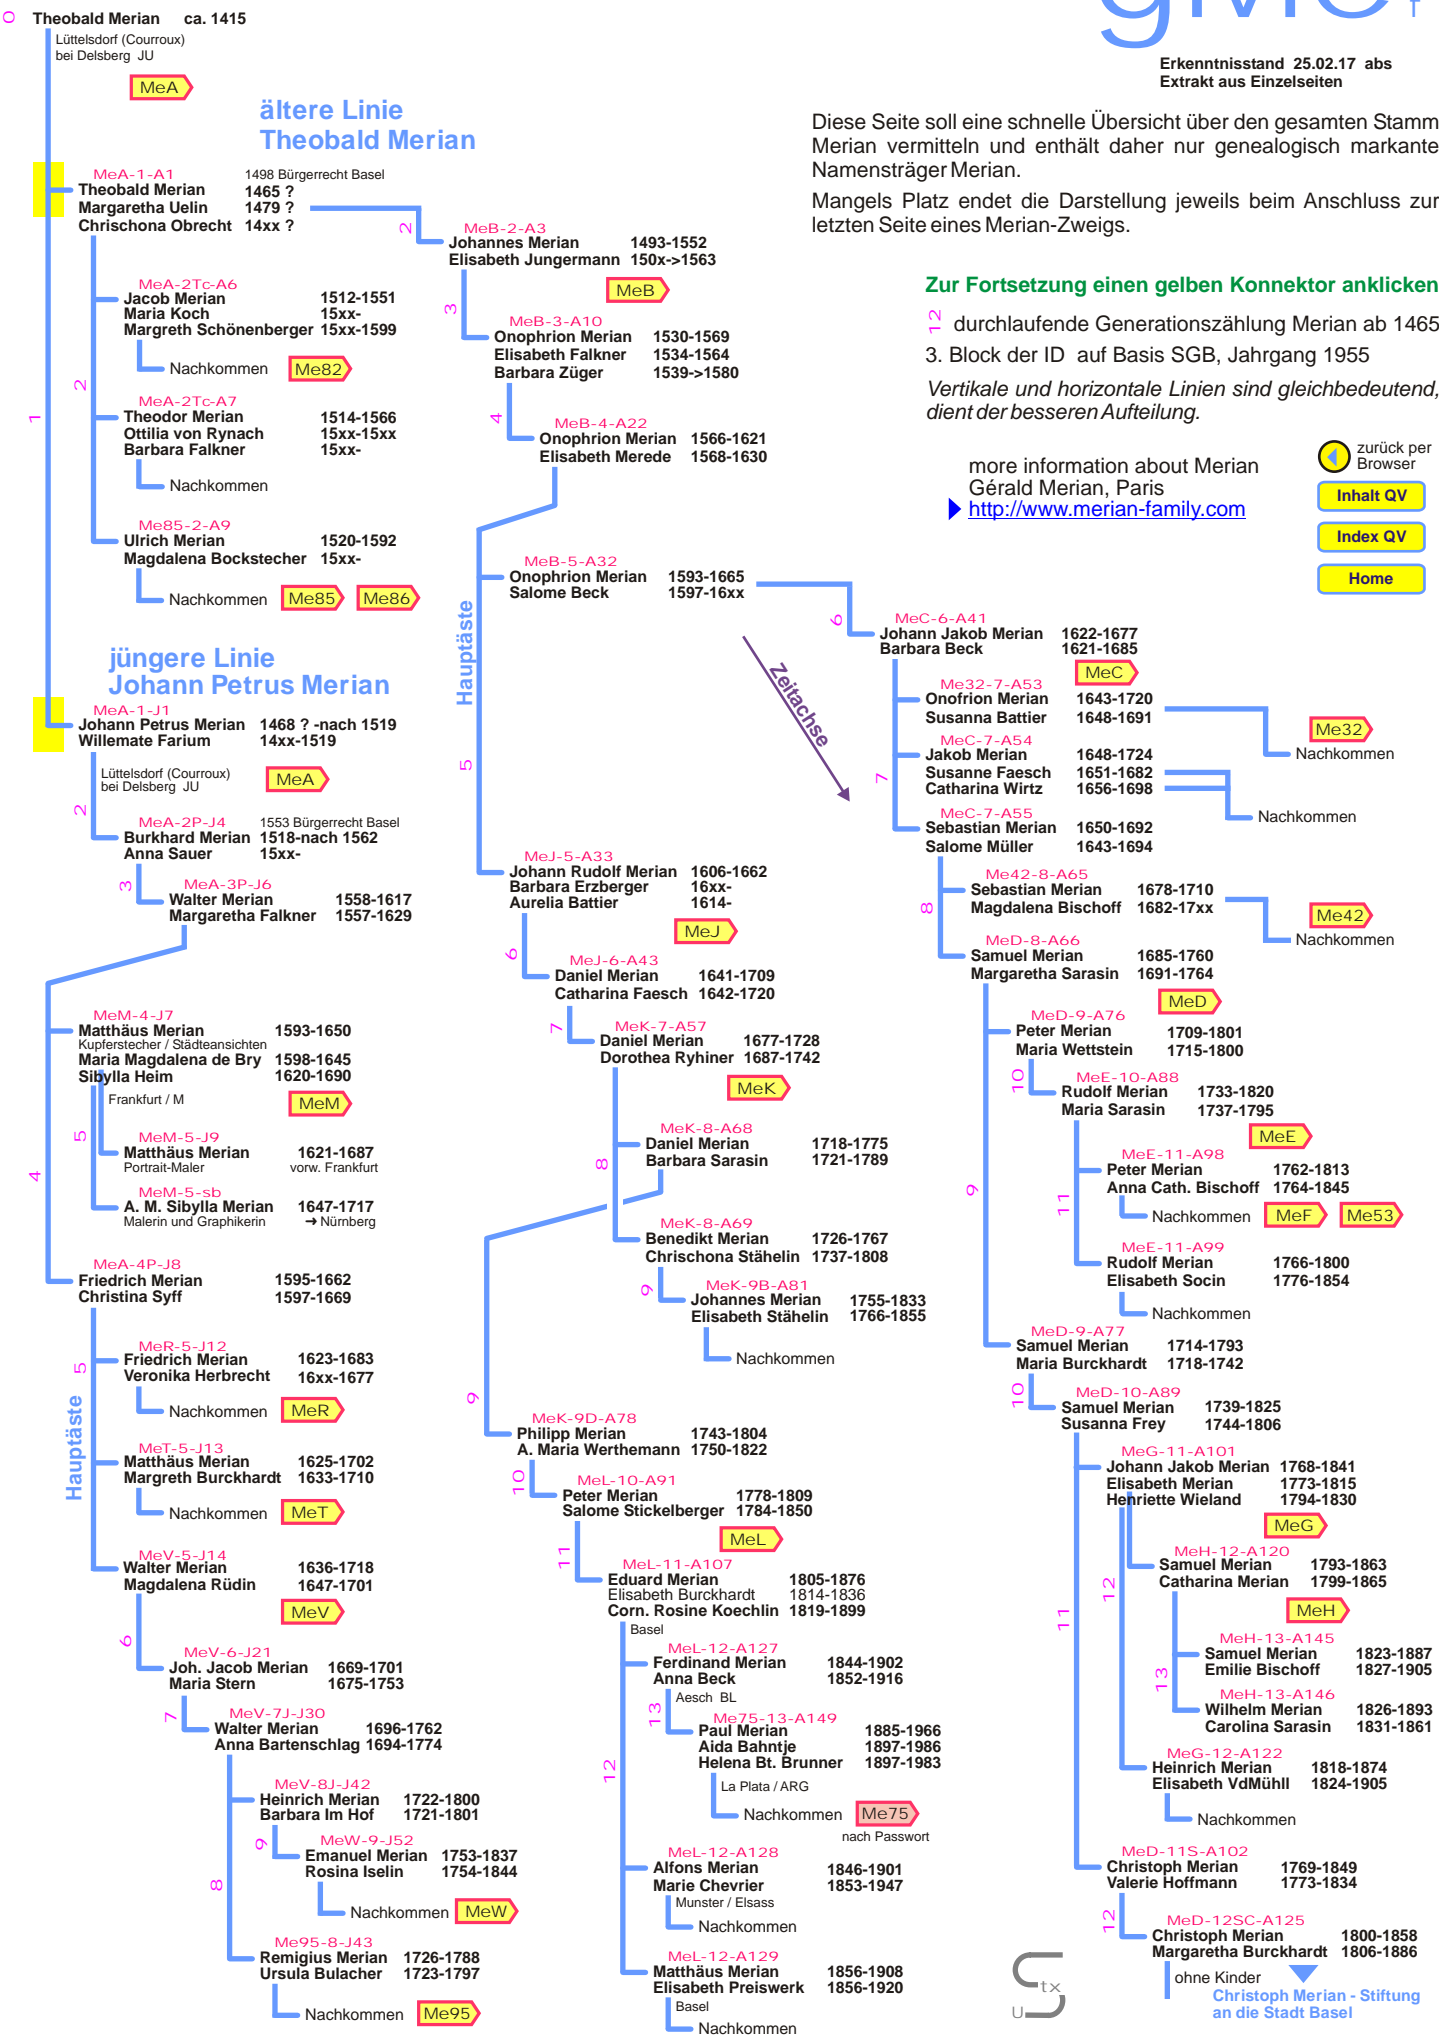 0
Theobald Merian ca. 1415
Lüttelsdorf (Courroux)
bei Delsberg JU
MeA
Erkenntnisstand 25.02.17 abs
Extrakt aus Einzelseiten
Diese Seite soll eine schnelle Übersicht über den gesamten Stamm
Merian vermitteln und enthält daher nur genealogisch markante
Namensträger Merian.
Mangels Platz endet die Darstellung jeweils beim Anschluss zur
letzten Seite eines Merian-Zweigs.
Zur Fortsetzung einen gelben Konnektor anklicken
12 durchlaufende Generationszählung Merian ab 1465
3. Block der ID auf Basis SGB, Jahrgang 1955
Vertikale und horizontale Linien sind gleichbedeutend,
dient der besseren Aufteilung.
more information about Merian
Gérald Merian, Paris
http://www.merian-family.com
zurück per
Browser
Inhalt QV
Index QV
Home
ältere Linie
Theobald Merian
1
MeA-1-A1 1498 Bürgerrecht Basel
Theobald Merian 1465 ?
Margaretha Uelin 1479 ?
Chrischona Obrecht 14xx ?
2
MeA-2Tc-A6
Jacob Merian 1512-1551
Maria Koch 15xx-
Margreth Schönenberger 15xx-1599
Nachkommen Me82
MeA-2Tc-A7
Theodor Merian 1514-1566
Ottilia von Rynach 15xx-15xx
Barbara Falkner 15xx-
Nachkommen
Me85-2-A9
Ulrich Merian 1520-1592
Magdalena Bockstecher 15xx-
Nachkommen Me85 Me86
jüngere Linie
Johann Petrus Merian
MeA-1-J1
Johann Petrus Merian 1468 ? -nach 1519
Willemate Farium 14xx-1519
Lüttelsdorf (Courroux)
bei Delsberg JU
MeA
2
MeA-2P-J4 1553 Bürgerrecht Basel
Burkhard Merian 1518-nach 1562
Anna Sauer 15xx-
3
MeA-3P-J6
Walter Merian 1558-1617
Margaretha Falkner 1557-1629
4
MeM-4-J7
Matthäus Merian 1593-1650
Kupferstecher / Städteansichten
Maria Magdalena de Bry 1598-1645
Sibylla Heim 1620-1690
Frankfurt / M
MeM
5
MeM-5-J9
Matthäus Merian 1621-1687
Portrait-Maler vorw. Frankfurt
MeM-5-sb
A. M. Sibylla Merian 1647-1717
Malerin und Graphikerin ➔ Nürnberg
MeA-4P-J8
Friedrich Merian 1595-1662
Christina Syff 1597-1669
5
Hauptäste
MeR-5-J12
Friedrich Merian 1623-1683
Veronika Herbrecht 16xx-1677
Nachkommen MeR
MeT-5-J13
Matthäus Merian 1625-1702
Margreth Burckhardt 1633-1710
Nachkommen MeT
MeV-5-J14
Walter Merian 1636-1718
Magdalena Rüdin 1647-1701
MeV
6
MeV-6-J21
Joh. Jacob Merian 1669-1701
Maria Stern 1675-1753
7
MeV-7J-J30
Walter Merian 1696-1762
Anna Bartenschlag 1694-1774
8
MeV-8J-J42
Heinrich Merian 1722-1800
Barbara Im Hof 1721-1801
9
MeW-9-J52
Emanuel Merian 1753-1837
Rosina Iselin 1754-1844
Nachkommen MeW
Me95-8-J43
Remigius Merian 1726-1788
Ursula Bulacher 1723-1797
Nachkommen Me95
2
MeB-2-A3
Johannes Merian 1493-1552
Elisabeth Jungermann 150x->1563
MeB
3
MeB-3-A10
Onophrion Merian 1530-1569
Elisabeth Falkner 1534-1564
Barbara Züger 1539->1580
4
MeB-4-A22
Onophrion Merian 1566-1621
Elisabeth Merede 1568-1630
Hauptäste
5
MeB-5-A32
Onophrion Merian 1593-1665
Salome Beck 1597-16xx
Zeitachse
MeJ-5-A33
Johann Rudolf Merian 1606-1662
Barbara Erzberger 16xx-
Aurelia Battier 1614-
MeJ
6
MeJ-6-A43
Daniel Merian 1641-1709
Catharina Faesch 1642-1720
7
MeK-7-A57
Daniel Merian 1677-1728
Dorothea Ryhiner 1687-1742
MeK
8
MeK-8-A68
Daniel Merian 1718-1775
Barbara Sarasin 1721-1789
MeK-8-A69
Benedikt Merian 1726-1767
Chrischona Stähelin 1737-1808
9
MeK-9B-A81
Johannes Merian 1755-1833
Elisabeth Stähelin 1766-1855
Nachkommen
9
MeK-9D-A78
Philipp Merian 1743-1804
A. Maria Werthemann 1750-1822
10
MeL-10-A91
Peter Merian 1778-1809
Salome Stickelberger 1784-1850
MeL
11
MeL-11-A107
Eduard Merian 1805-1876
Elisabeth Burckhardt 1814-1836
Corn. Rosine Koechlin 1819-1899
Basel
12
MeL-12-A127
Ferdinand Merian 1844-1902
Anna Beck 1852-1916
Aesch BL
13
Me75-13-A149
Paul Merian 1885-1966
Aida Bahntje 1897-1986
Helena Bt. Brunner 1897-1983
La Plata / ARG
Nachkommen Me75
nach Passwort
MeL-12-A128
Alfons Merian 1846-1901
Marie Chevrier 1853-1947
Munster / Elsass
Nachkommen
MeL-12-A129
Matthäus Merian 1856-1908
Elisabeth Preiswerk 1856-1920
Basel
Nachkommen
6
MeC-6-A41
Johann Jakob Merian 1622-1677
Barbara Beck 1621-1685
MeC
7
Me32-7-A53
Onofrion Merian 1643-1720
Susanna Battier 1648-1691
Me32
Nachkommen
MeC-7-A54
Jakob Merian 1648-1724
Susanne Faesch 1651-1682
Catharina Wirtz 1656-1698
Nachkommen
MeC-7-A55
Sebastian Merian 1650-1692
Salome Müller 1643-1694
8
Me42-8-A65
Sebastian Merian 1678-1710
Magdalena Bischoff 1682-17xx
Me42
Nachkommen
MeD-8-A66
Samuel Merian 1685-1760
Margaretha Sarasin 1691-1764
MeD
9
MeD-9-A76
Peter Merian 1709-1801
Maria Wettstein 1715-1800
10
MeE-10-A88
Rudolf Merian 1733-1820
Maria Sarasin 1737-1795
MeE
11
MeE-11-A98
Peter Merian 1762-1813
Anna Cath. Bischoff 1764-1845
Nachkommen MeF Me53
MeE-11-A99
Rudolf Merian 1766-1800
Elisabeth Socin 1776-1854
Nachkommen
MeD-9-A77
Samuel Merian 1714-1793
Maria Burckhardt 1718-1742
10
MeD-10-A89
Samuel Merian 1739-1825
Susanna Frey 1744-1806
11
MeG-11-A101
Johann Jakob Merian 1768-1841
Elisabeth Merian 1773-1815
Henriette Wieland 1794-1830
MeG
12
MeH-12-A120
Samuel Merian 1793-1863
Catharina Merian 1799-1865
MeH
13
MeH-13-A145
Samuel Merian 1823-1887
Emilie Bischoff 1827-1905
MeH-13-A146
Wilhelm Merian 1826-1893
Carolina Sarasin 1831-1861
MeG-12-A122
Heinrich Merian 1818-1874
Elisabeth VdMühll 1824-1905
Nachkommen
MeD-11S-A102
Christoph Merian 1769-1849
Valerie Hoffmann 1773-1834
12
MeD-12SC-A125
Christoph Merian 1800-1858
Margaretha Burckhardt 1806-1886
ohne Kinder
Christoph Merian - Stiftung
an die Stadt Basel
tx
U